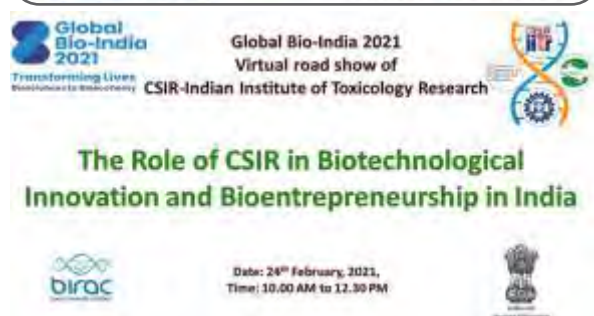 Global
Bio-India
2021
Transforming Lives
Global Bio-India 2021
Virtual road show of
CSIR-Indian Institute of Toxicology Research
The Role of CSIR in Biotechnological
Innovation and Bioentrepreneurship in India
birac
Date: 24th February, 2021,
Time: 10.00 AM to 12.30 PM